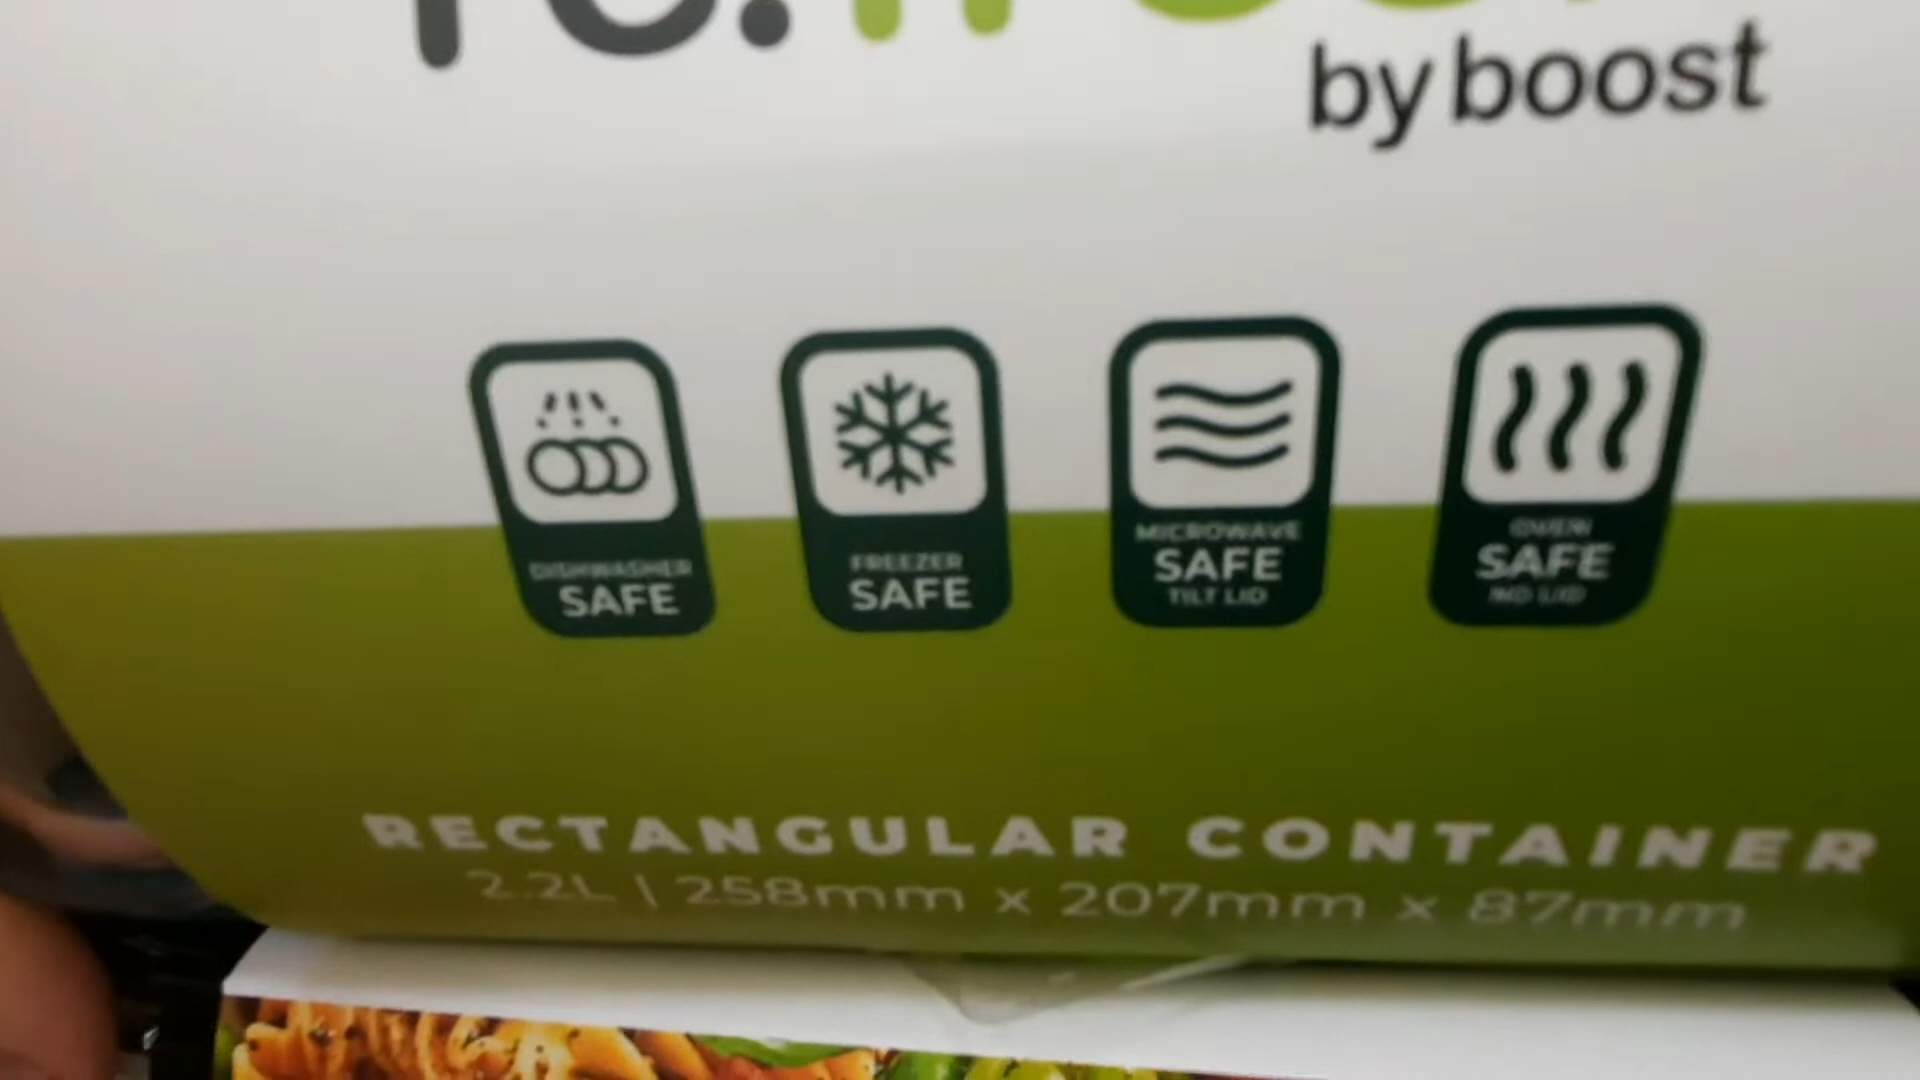 by boost
DISHWASHER
SAFE
FREEZER
SAFE
MICROWAVE
SAFE
TILT LID
OVEN
SAFE
NO LID
RECTANGULAR CONTAINER
2.2L | 258mm x 207mm x 87mm